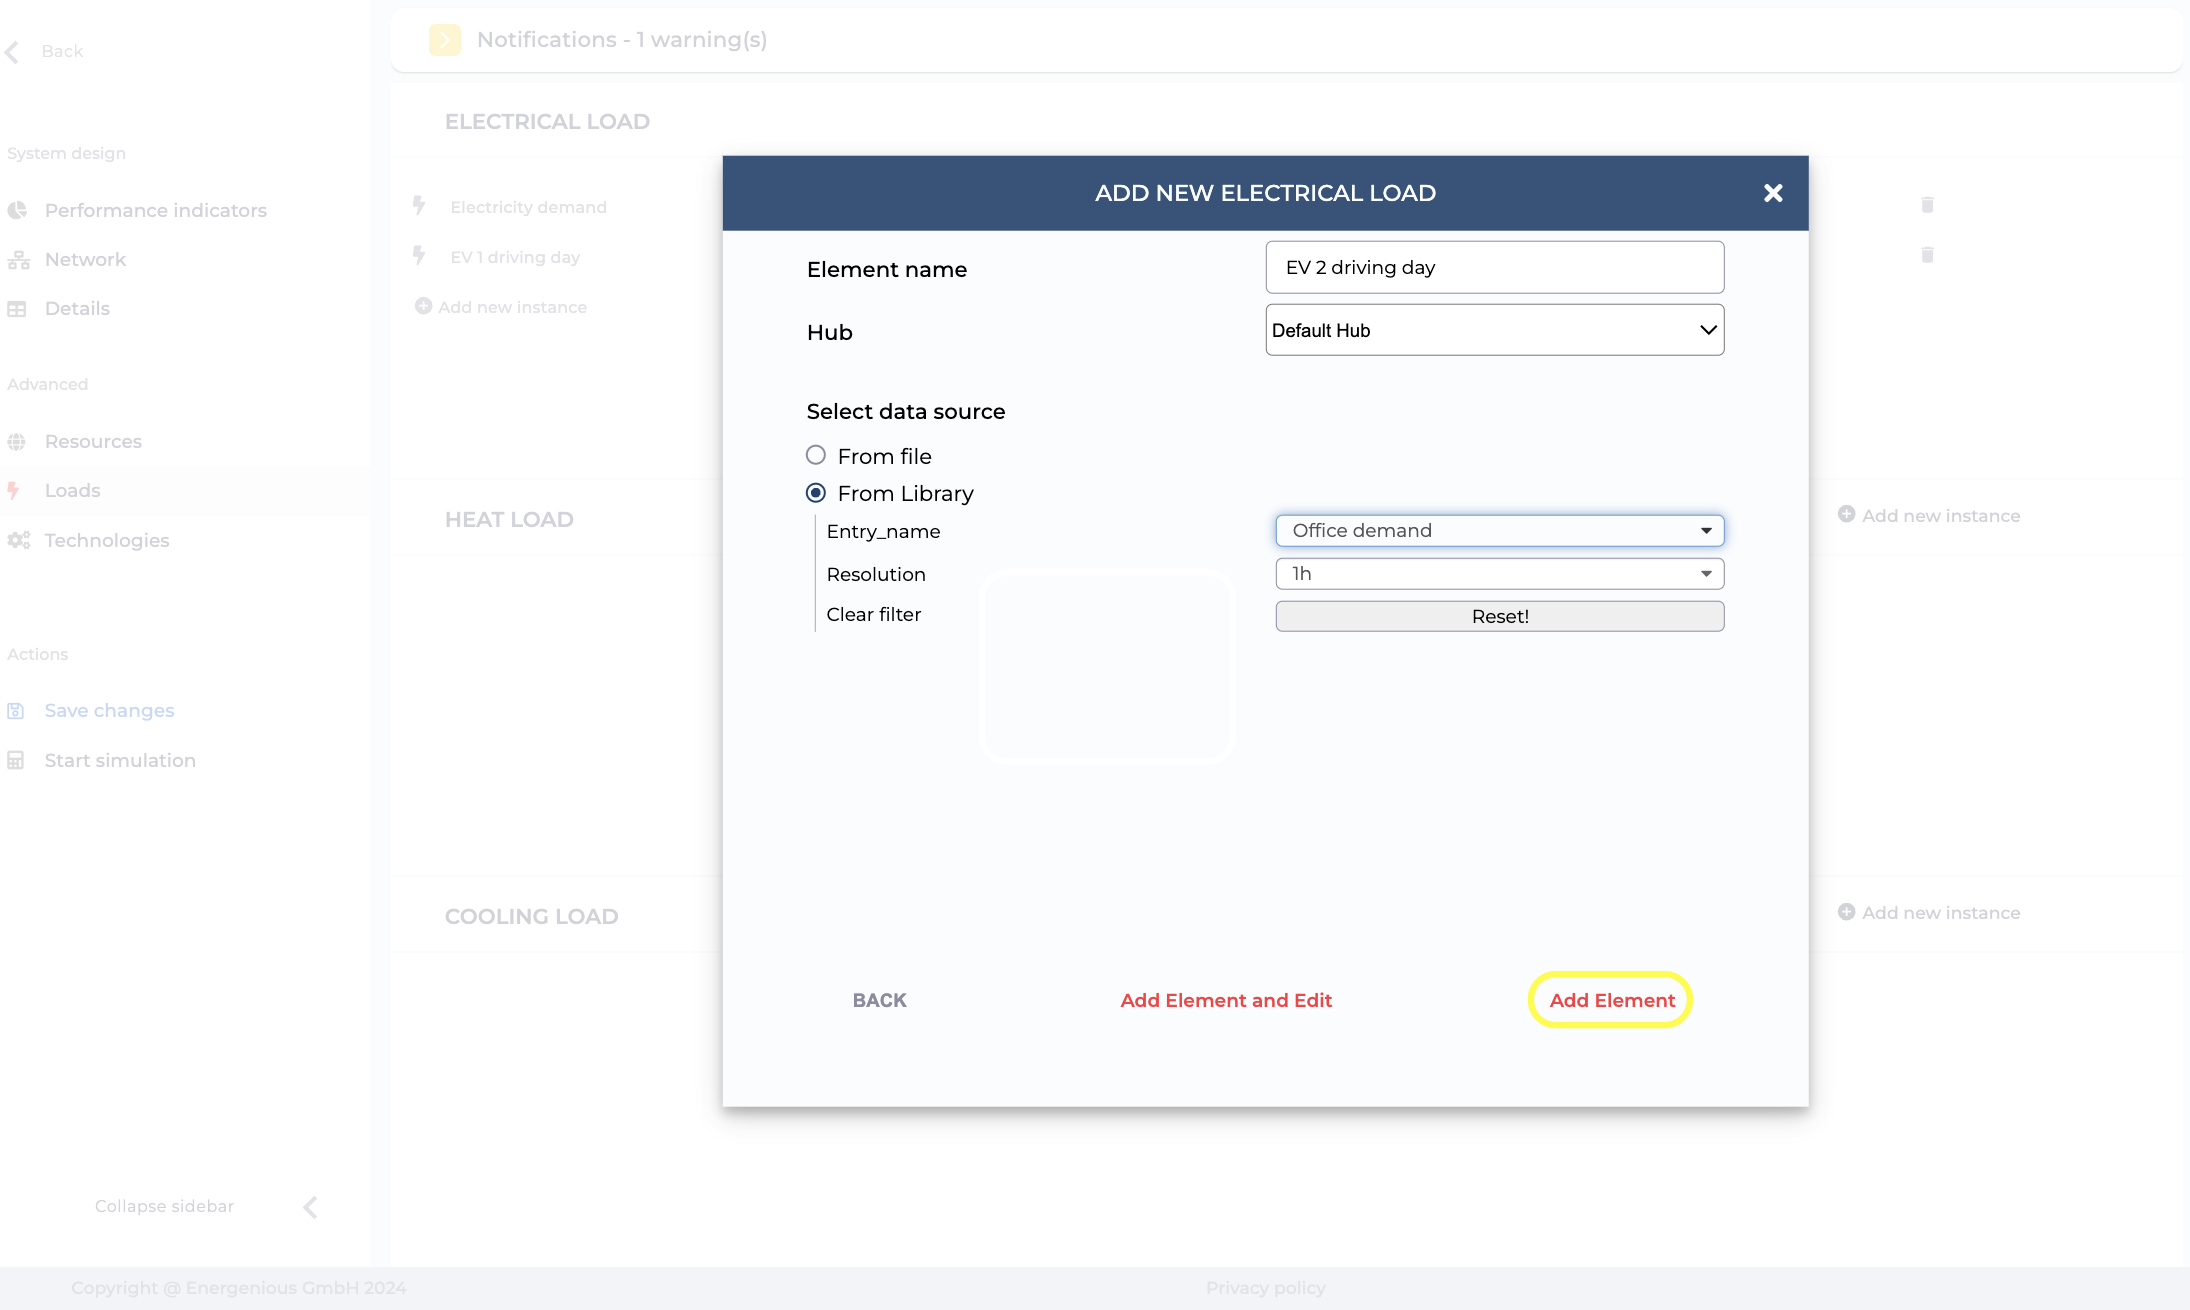 Back
Notifications - 1 warning(s)
ELECTRICAL LOAD
System design
Performance indicators
Network
Details
Advanced
Resources
Loads
Technologies
Actions
Save changes
Start simulation
Collapse sidebar
Electricity demand
EV 1 driving day
Add new instance
HEAT LOAD
Add new instance
COOLING LOAD
Add new instance
ADD NEW ELECTRICAL LOAD
Element name
EV 2 driving day
Hub
Default Hub
Select data source
From file
From Library
Entry_name
Office demand
Resolution
1h
Clear filter
Reset!
BACK
Add Element and Edit
Add Element
Copyright @ Energenious GmbH 2024
Privacy policy